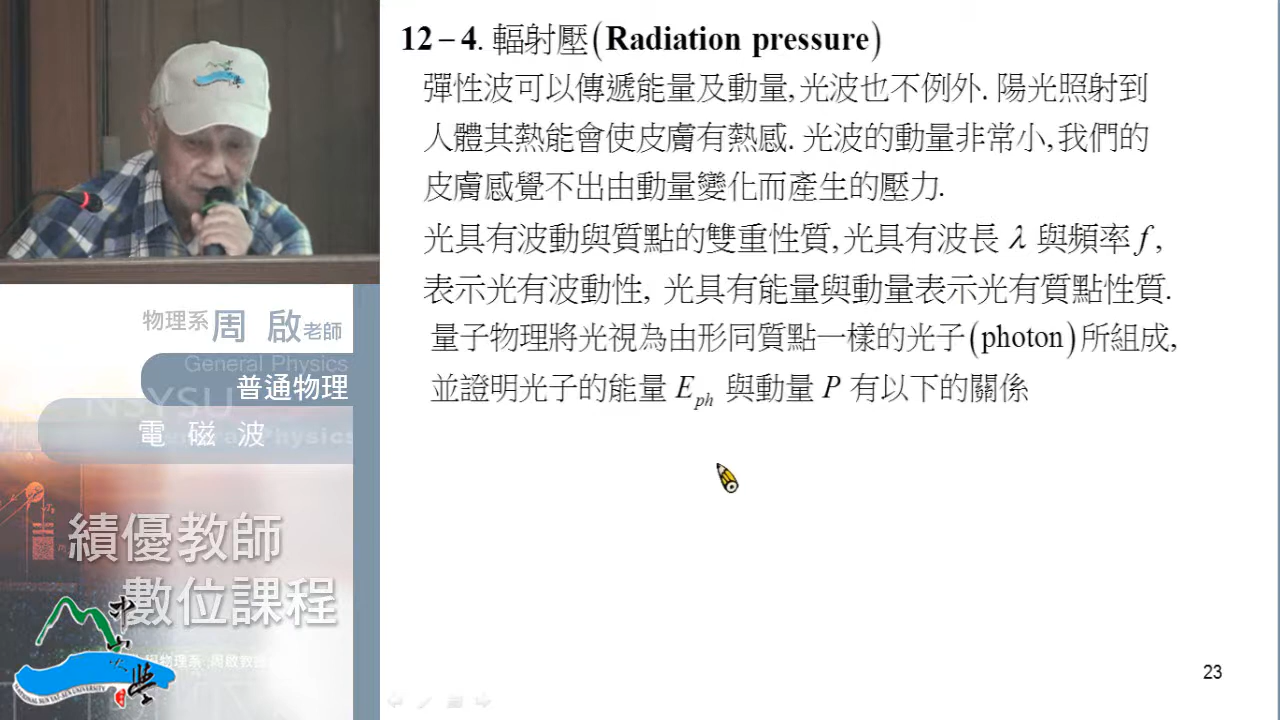 12－4. 輻射壓(Radiation pressure)
彈性波可以傳遞能量及動量, 光波也不例外. 陽光照射到
人體其熱能會使皮膚有熱感. 光波的動量非常小, 我們的
皮膚感覺不出由動量變化而產生的壓力.
光具有波動與質點的雙重性質, 光具有波長 λ 與頻率 f ,
表示光有波動性, 光具有能量與動量表示光有質點性質.
量子物理將光視為由形同質點一樣的光子(photon)所組成,
並證明光子的能量 E_ph 與動量 P 有以下的關係
物理系 周 啟 老師
General Physics
普通物理
NSYSU
電 磁 波
General Physics
績優教師
數位課程
NATIONAL SUN YAT-SEN UNIVERSITY
23